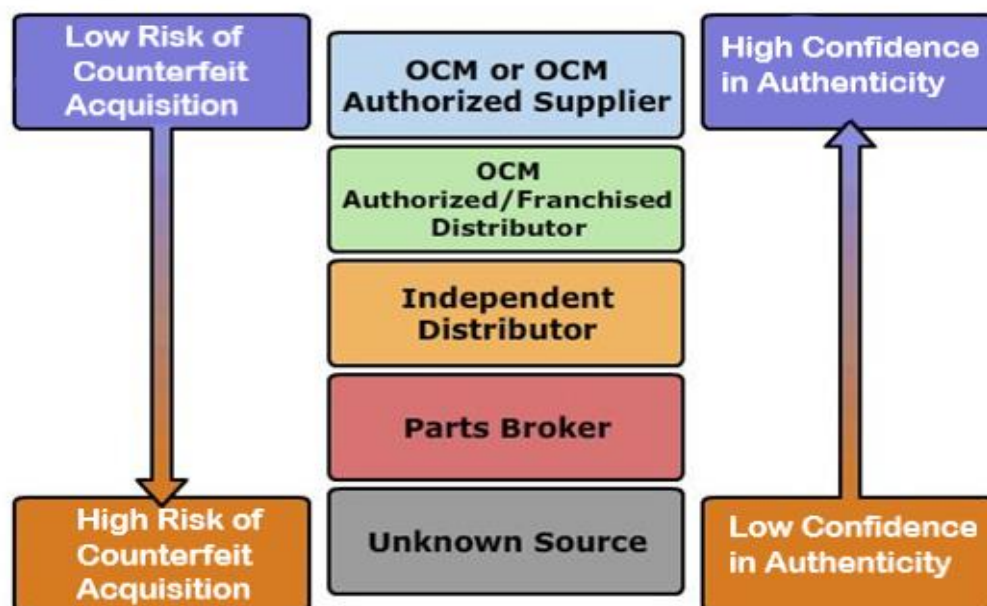 Low Risk of
Counterfeit
Acquisition
OCM or OCM
Authorized Supplier
High Confidence
in Authenticity
OCM
Authorized/Franchised
Distributor
Independent
Distributor
Parts Broker
High Risk of
Counterfeit
Acquisition
Unknown Source
Low Confidence
in Authenticity